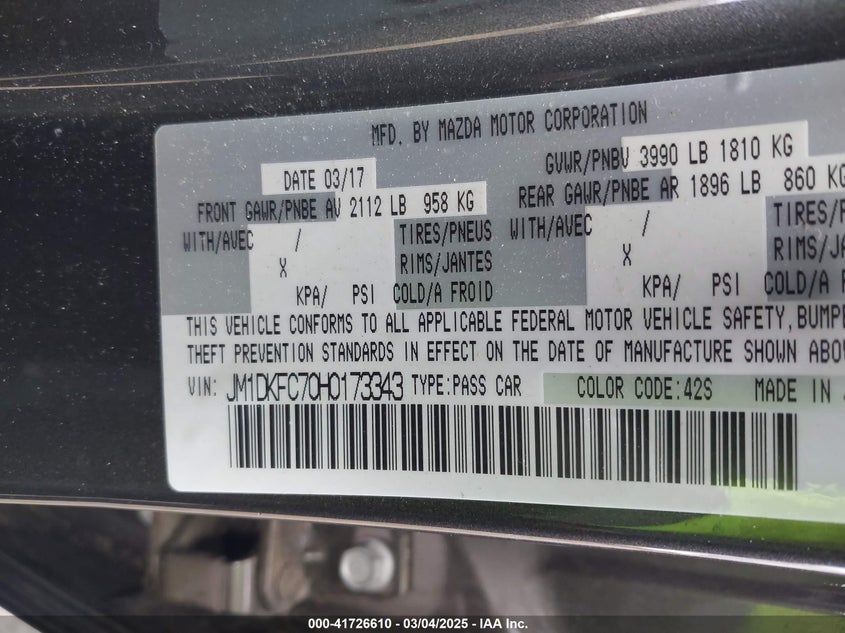 MFD. BY MAZDA MOTOR CORPORATION
DATE 03/17
GVWR/PNBV 3990 LB 1810 KG
FRONT GAWR/PNBE AV 2112 LB 958 KG
REAR GAWR/PNBE AR 1896 LB 860 KG
WITH/AVEC / TIRES/PNEUS WITH/AVEC / TIRES/P
X RIMS/JANTES X RIMS/JA
KPA/ PSI COLD/A FROID KPA/ PSI COLD/A F
THIS VEHICLE CONFORMS TO ALL APPLICABLE FEDERAL MOTOR VEHICLE SAFETY, BUMPE
THEFT PREVENTION STANDARDS IN EFFECT ON THE DATE OF MANUFACTURE SHOWN ABO
VIN: JM1DKFC70H0173343 TYPE:PASS CAR COLOR CODE:42S MADE IN J
000-41726610 — 03/04/2025 — IAA Inc.